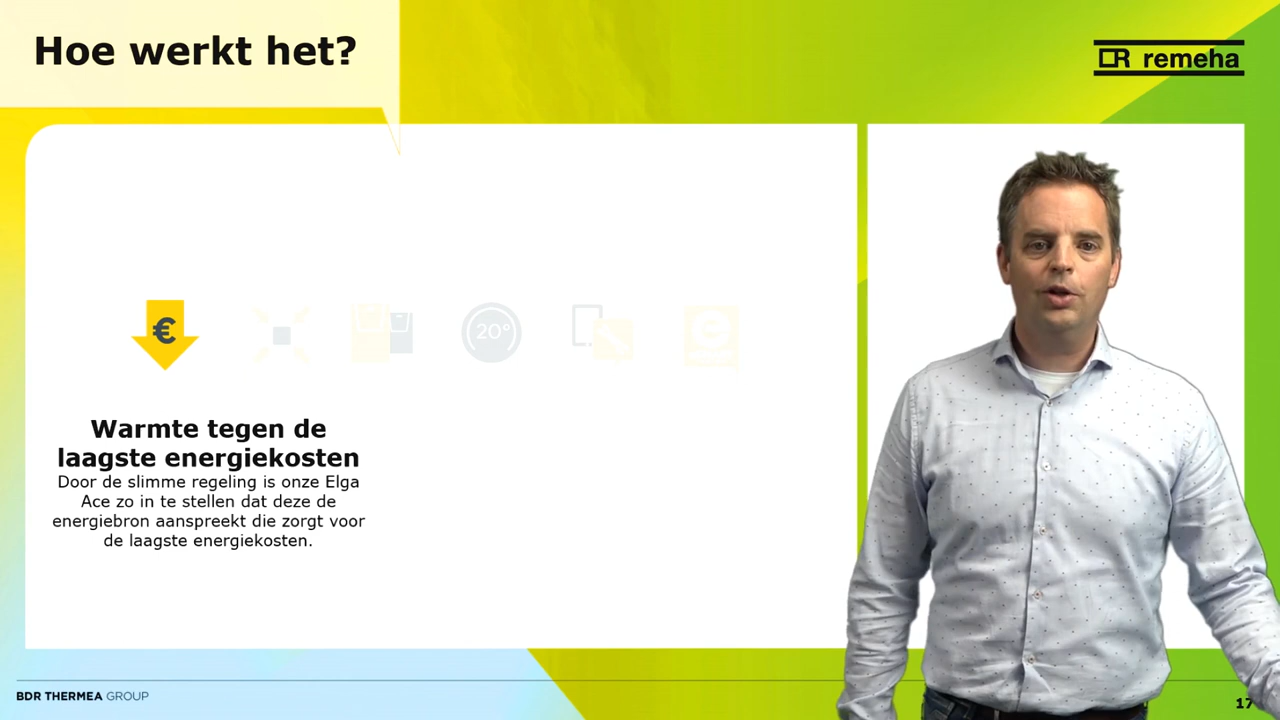 Hoe werkt het?
remeha
€
20°
e
Warmte tegen de
laagste energiekosten
Door de slimme regeling is onze Elga
Ace zo in te stellen dat deze de
energiebron aanspreekt die zorgt voor
de laagste energiekosten.
BDR THERMEA GROUP
17